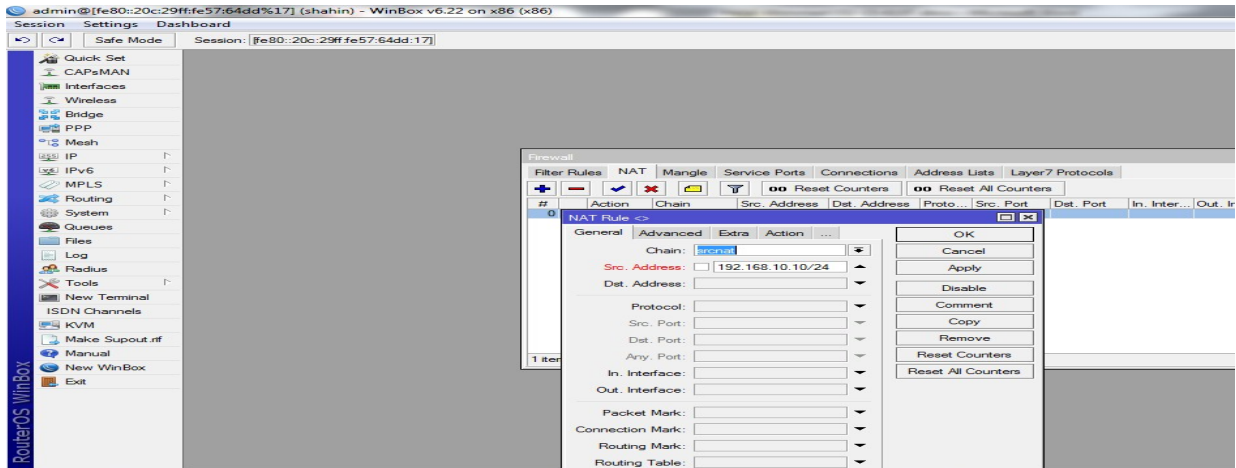 admin@[fe80::20c:29ff:fe57:64dd%17] (shahin) - WinBox v6.22 on x86 (x86)
Session Settings Dashboard
Safe Mode Session: [fe80::20c:29ff:fe57:64dd:17]
Quick Set
CAPsMAN
Interfaces
Wireless
Bridge
PPP
Mesh
IP
IPv6
MPLS
Routing
System
Queues
Files
Log
Radius
Tools
New Terminal
ISDN Channels
KVM
Make Supout.rif
Manual
New WinBox
Exit
RouterOS WinBox
Firewall
Filter Rules NAT Mangle Service Ports Connections Address Lists Layer7 Protocols
oo Reset Counters oo Reset All Counters
# Action Chain Src. Address Dst. Address Proto... Src. Port Dst. Port In. Inter... Out. In
0
NAT Rule <>
General Advanced Extra Action ...
Chain: srcnat
Src. Address: 192.168.10.10/24
Dst. Address:
Protocol:
Src. Port:
Dst. Port:
Any. Port:
In. Interface:
Out. Interface:
Packet Mark:
Connection Mark:
Routing Mark:
Routing Table:
OK
Cancel
Apply
Disable
Comment
Copy
Remove
Reset Counters
Reset All Counters
1 iter